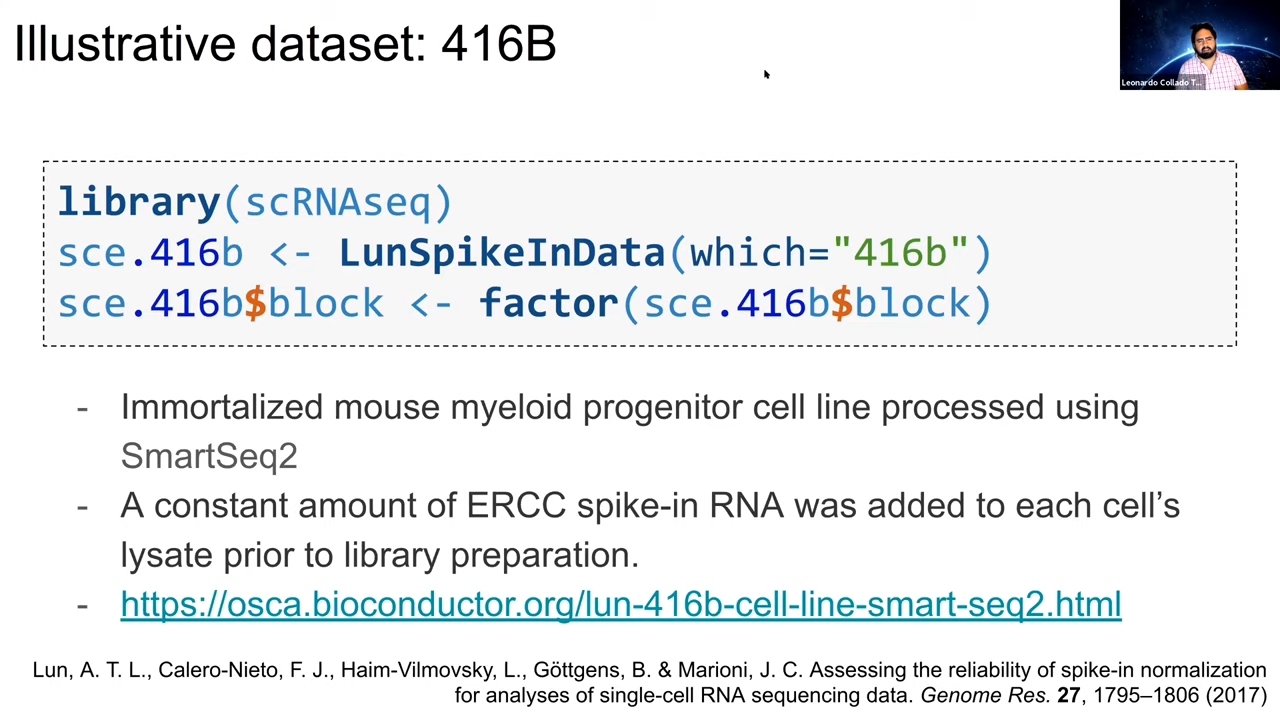 Illustrative dataset: 416B
Leonardo Collado T...
library(scRNAseq)
sce.416b <- LunSpikeInData(which="416b")
sce.416b$block <- factor(sce.416b$block)
- Immortalized mouse myeloid progenitor cell line processed using
SmartSeq2
- A constant amount of ERCC spike-in RNA was added to each cell’s
lysate prior to library preparation.
- https://osca.bioconductor.org/lun-416b-cell-line-smart-seq2.html
Lun, A. T. L., Calero-Nieto, F. J., Haim-Vilmovsky, L., Göttgens, B. & Marioni, J. C. Assessing the reliability of spike-in normalization
for analyses of single-cell RNA sequencing data. Genome Res. 27, 1795–1806 (2017)